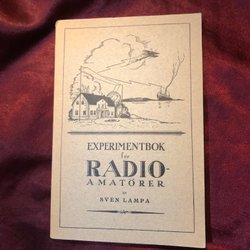 EXPERIMENTBOK
för
RADIO-
AMATÖRER
AV
SVEN LAMPA